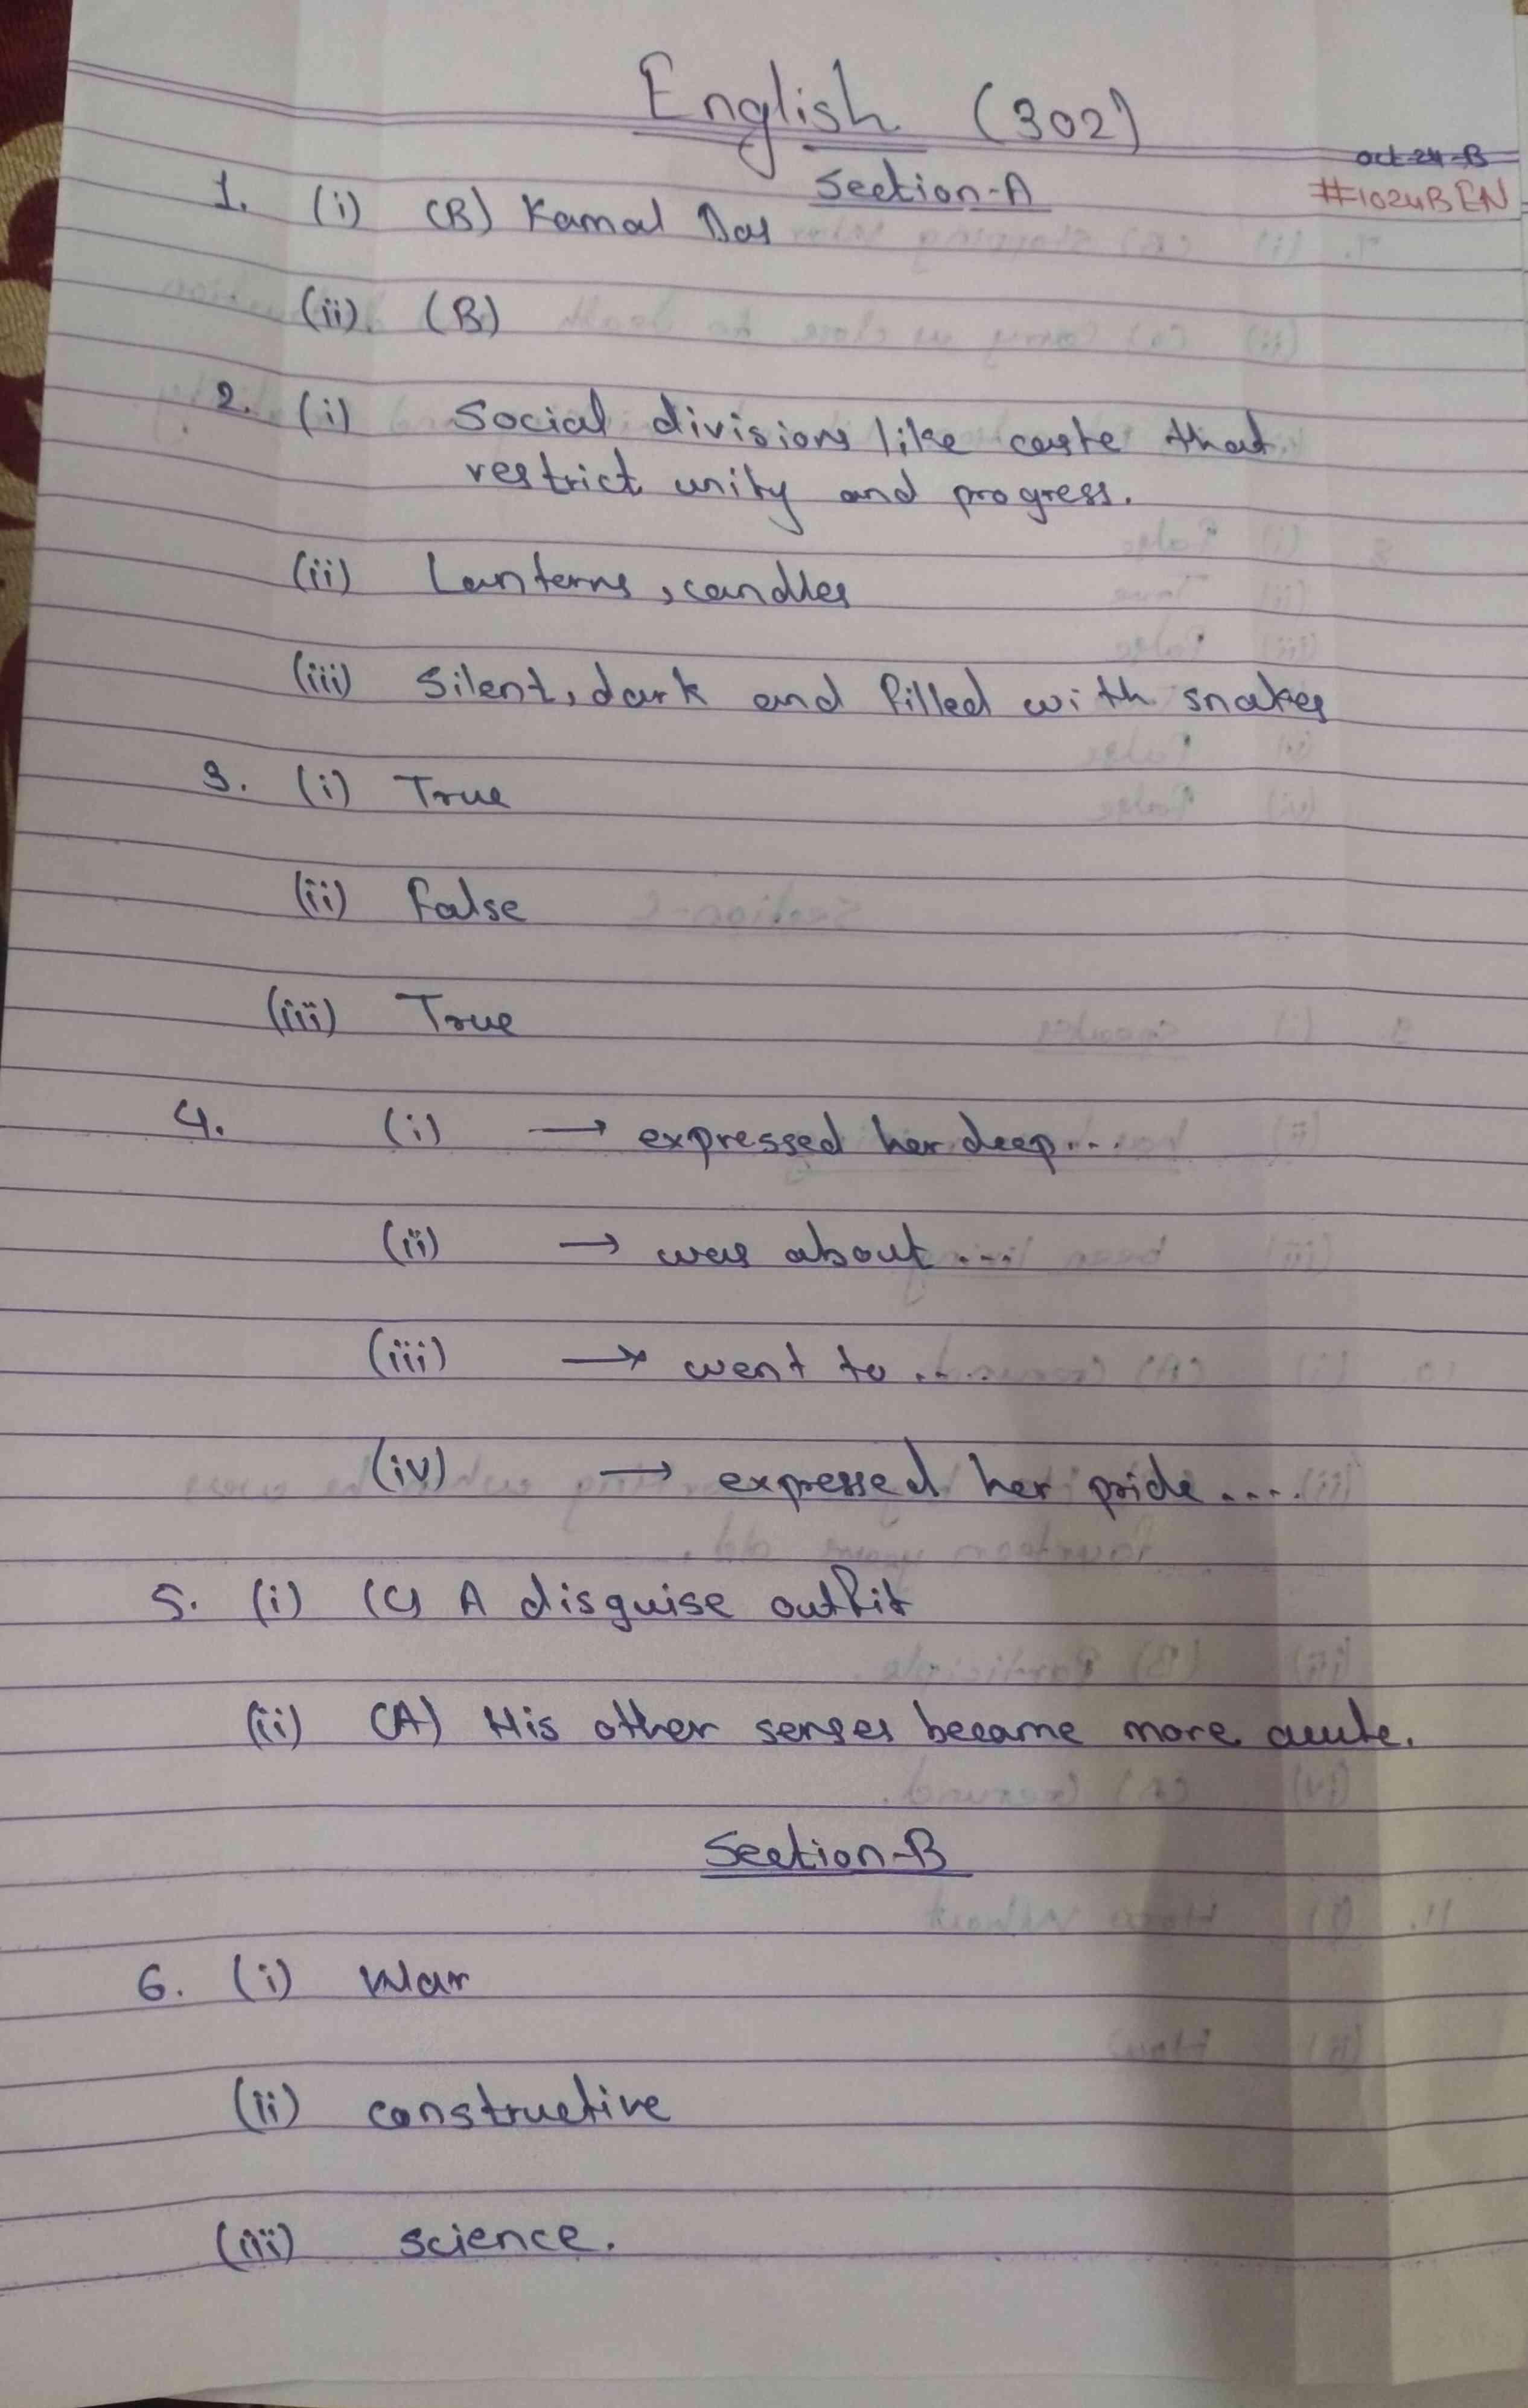 English (302)
oct-24-B
Section-A
#1024BEN
1. (i) (B) Kamal Das
(ii). (B)
2. (i) Social divisions like caste that
restrict unity and progress.
(ii) Lanterns, candles
(iii) Silent, dark and filled with snakes
3. (i) True
(ii) False
(iii) True
4. (i) → expressed her deep...
(ii) → was about ....
(iii) → went to .....
(iv) → expressed her pride .....
5. (i) (C) A disguise outfit
(ii) (A) His other senses became more acute.
Section-B
6. (i) War
(ii) constructive
(iii) science.